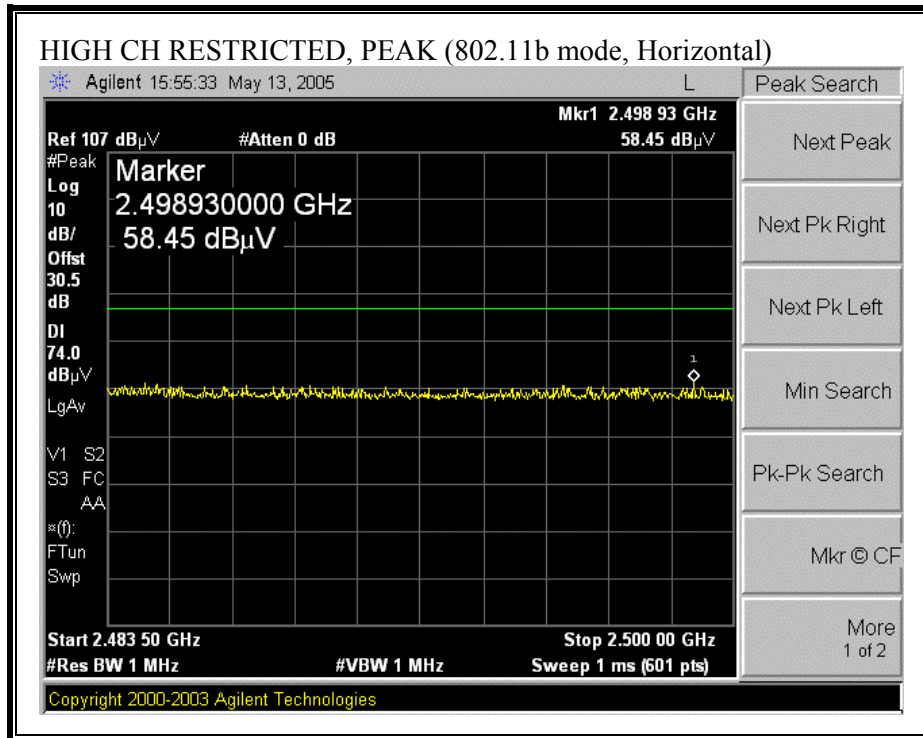 HIGH CH RESTRICTED, PEAK (802.11b mode, Horizontal)
Agilent 15:55:33 May 13, 2005 L
Peak Search
Mkr1 2.498 93 GHz
Ref 107 dBµV #Atten 0 dB 58.45 dBµV
#Peak
Log
10
dB/
Offst
30.5
dB
DI
74.0
dBµV
LgAv
V1 S2
S3 FC
AA
¤(f):
FTun
Swp
Marker
2.498930000 GHz
58.45 dBµV
1
Start 2.483 50 GHz Stop 2.500 00 GHz
#Res BW 1 MHz #VBW 1 MHz Sweep 1 ms (601 pts)
Copyright 2000-2003 Agilent Technologies
Next Peak
Next Pk Right
Next Pk Left
Min Search
Pk-Pk Search
Mkr © CF
More
1 of 2